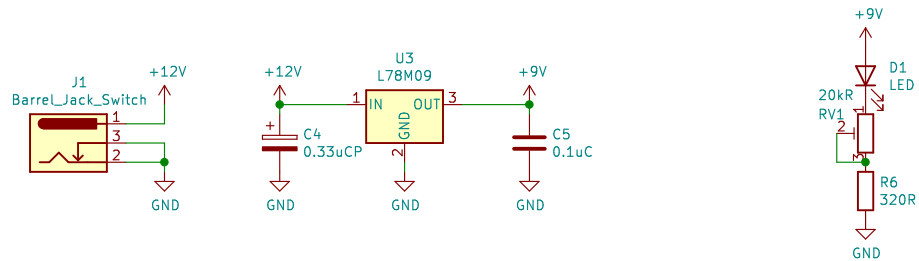 J1
Barrel_Jack_Switch
+12V
1
3
2
GND
+12V
+
C4
0.33uCP
GND
U3
L78M09
1
IN
OUT
3
GND
2
GND
+9V
C5
0.1uC
GND
+9V
D1
LED
20kR
RV1
1
2
3
R6
320R
GND